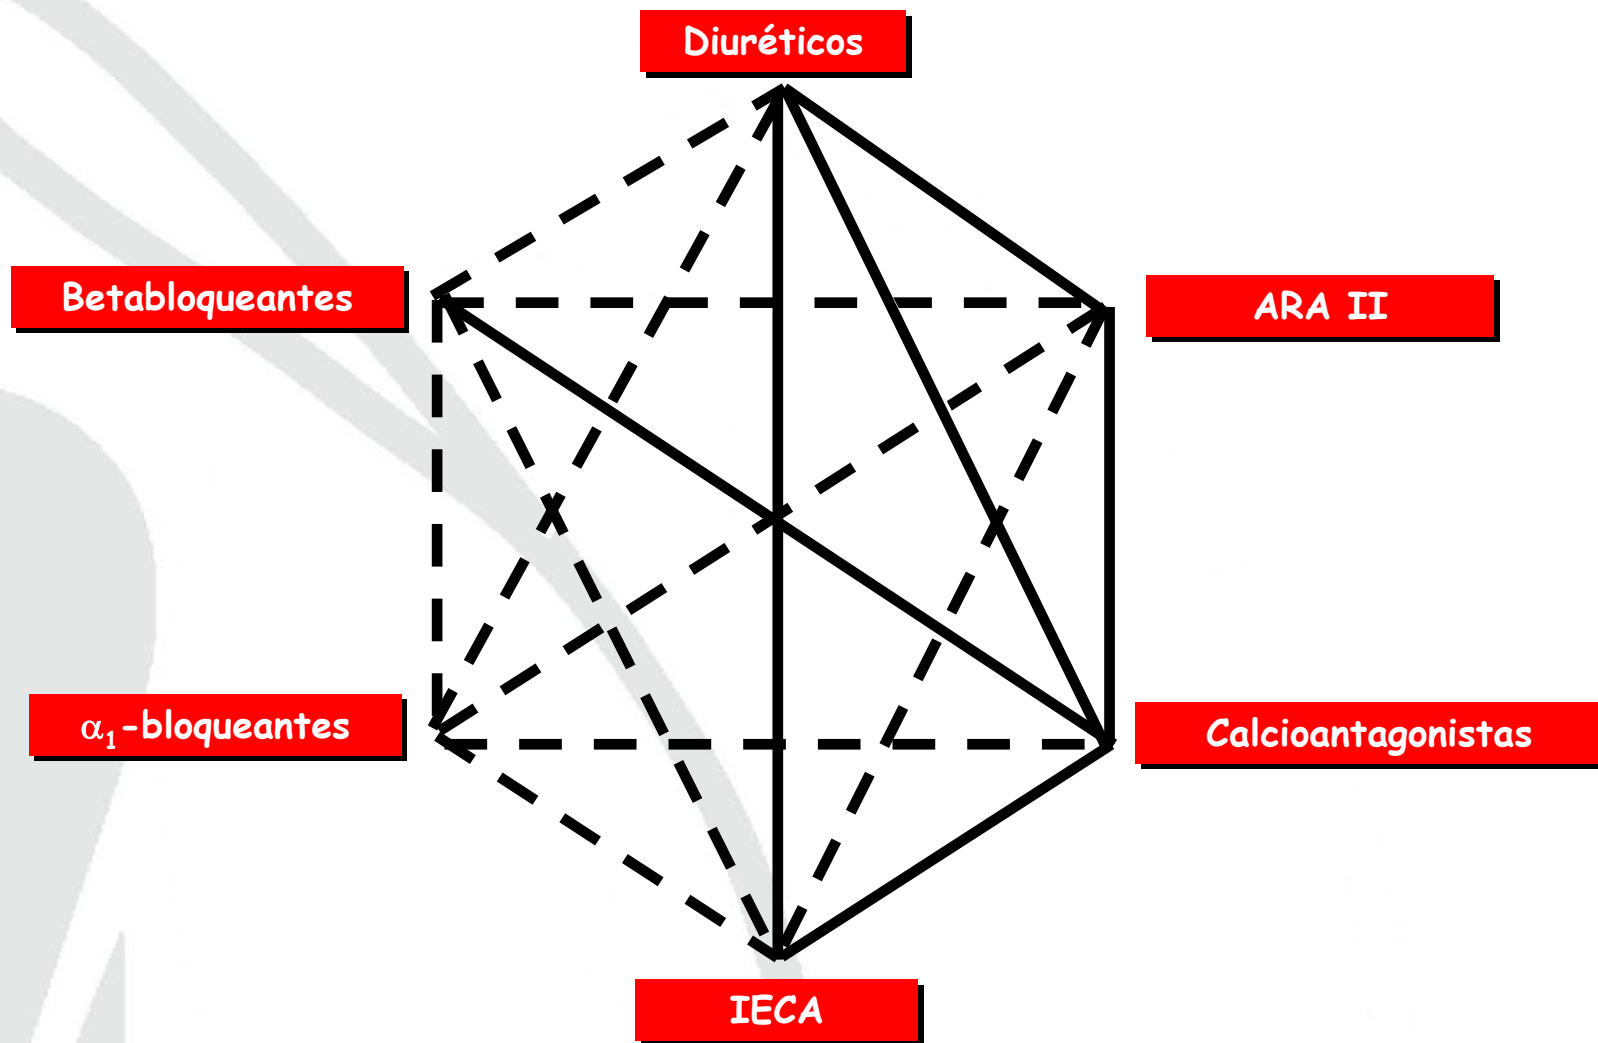 Diuréticos
Betabloqueantes
ARA II
α₁-bloqueantes
Calcioantagonistas
IECA